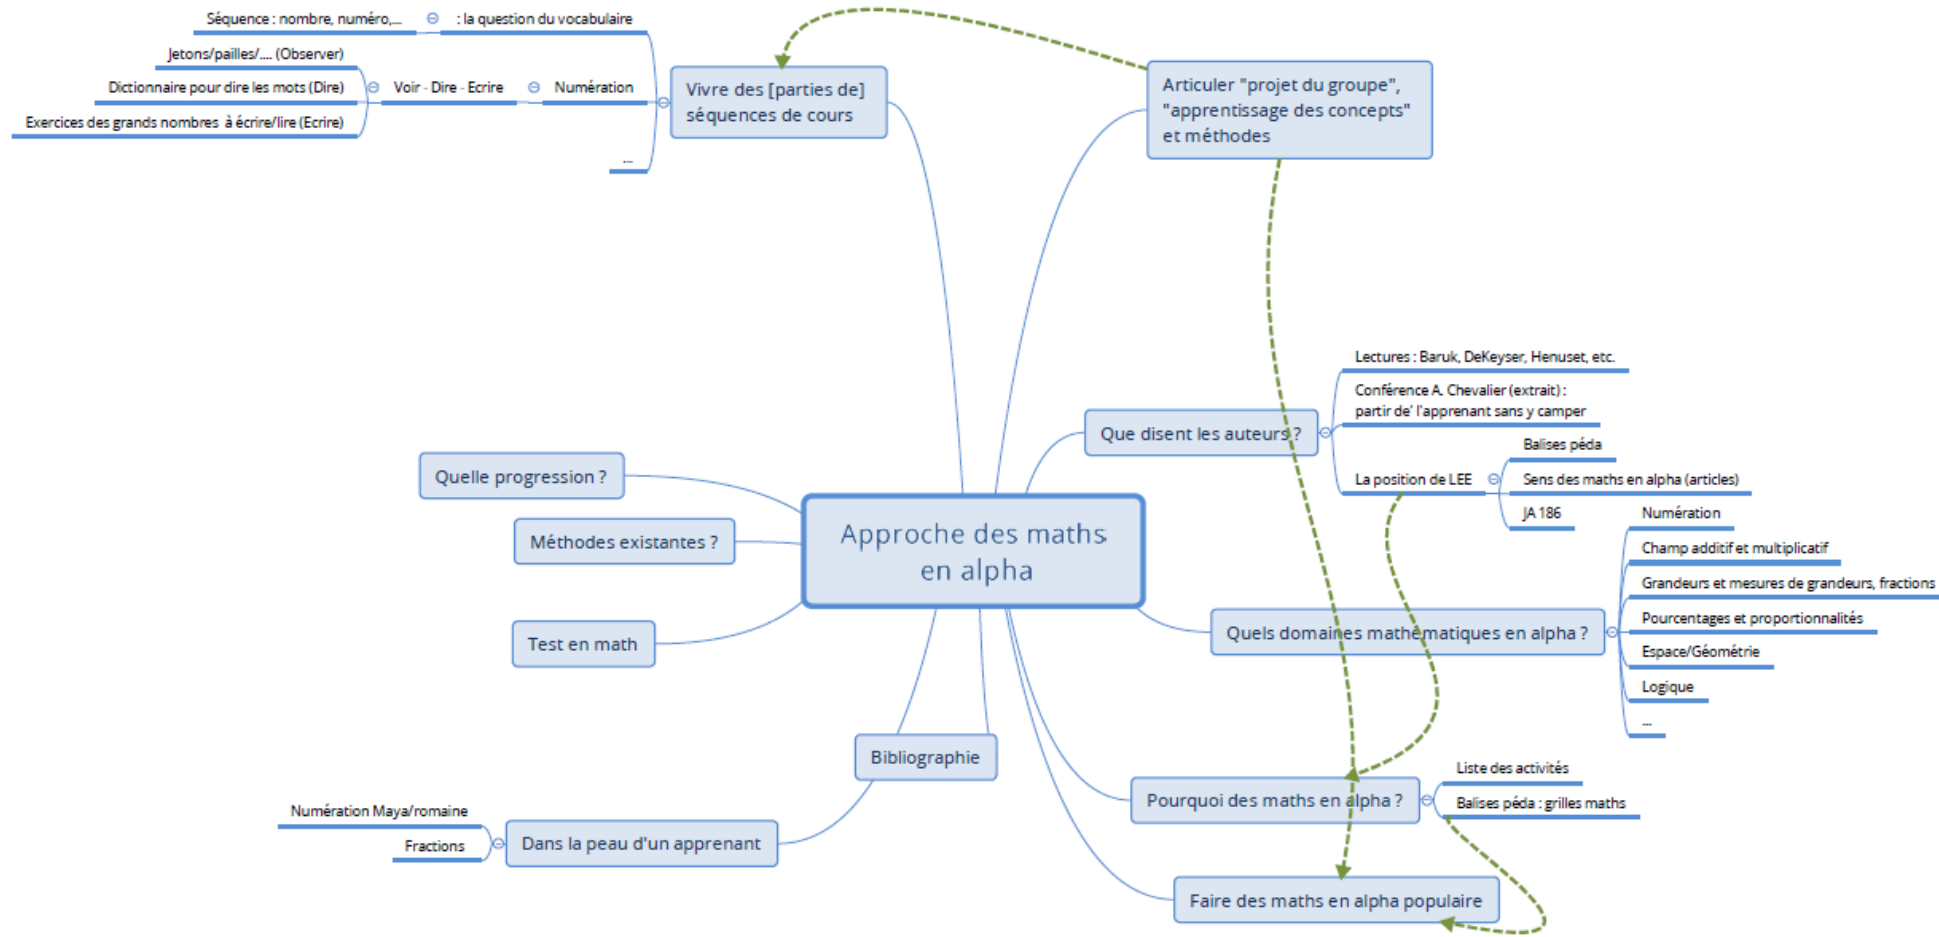 Séquence : nombre, numéro,...
: la question du vocabulaire
Jetons/pailles/.... (Observer)
Dictionnaire pour dire les mots (Dire)
Exercices des grands nombres à écrire/lire (Ecrire)
Voir - Dire - Ecrire
Numération
...
Vivre des [parties de]
séquences de cours
Articuler "projet du groupe",
"apprentissage des concepts"
et méthodes
Lectures : Baruk, DeKeyser, Henuset, etc.
Conférence A. Chevalier (extrait) :
partir de' l'apprenant sans y camper
Que disent les auteurs ?
La position de LEE
Balises péda
Sens des maths en alpha (articles)
JA 186
Quelle progression ?
Méthodes existantes ?
Test en math
Approche des maths
en alpha
Quels domaines mathématiques en alpha ?
Numération
Champ additif et multiplicatif
Grandeurs et mesures de grandeurs, fractions
Pourcentages et proportionnalités
Espace/Géométrie
Logique
...
Bibliographie
Pourquoi des maths en alpha ?
Liste des activités
Balises péda : grilles maths
Numération Maya/romaine
Fractions
Dans la peau d'un apprenant
Faire des maths en alpha populaire